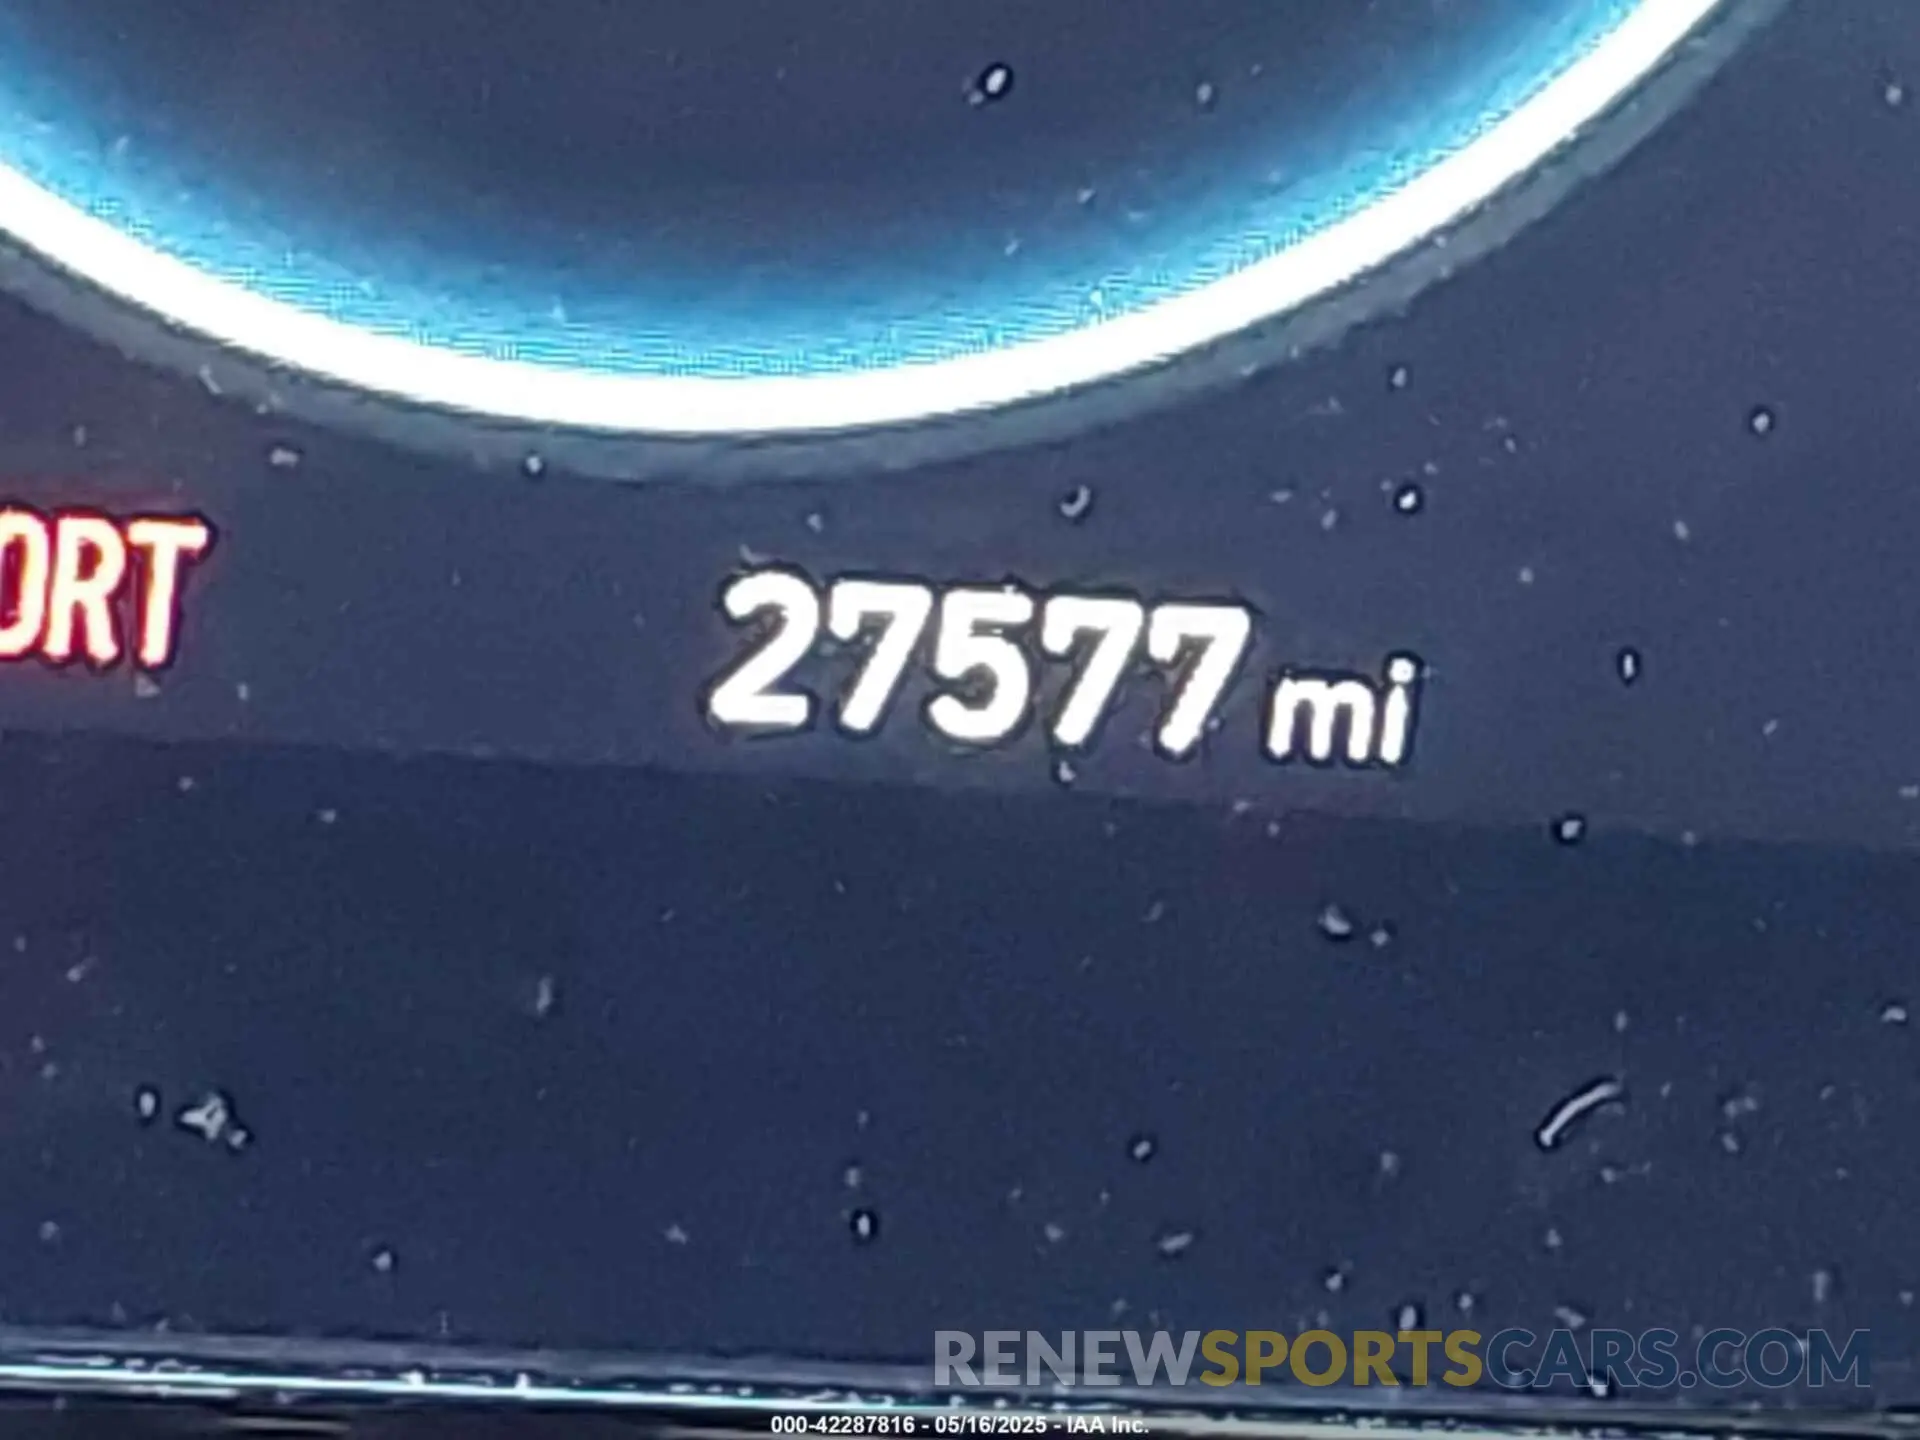 ORT
27577 mi
RENEWSPORTSCARS.COM
000-42287816 - 05/16/2025 - IAA Inc.